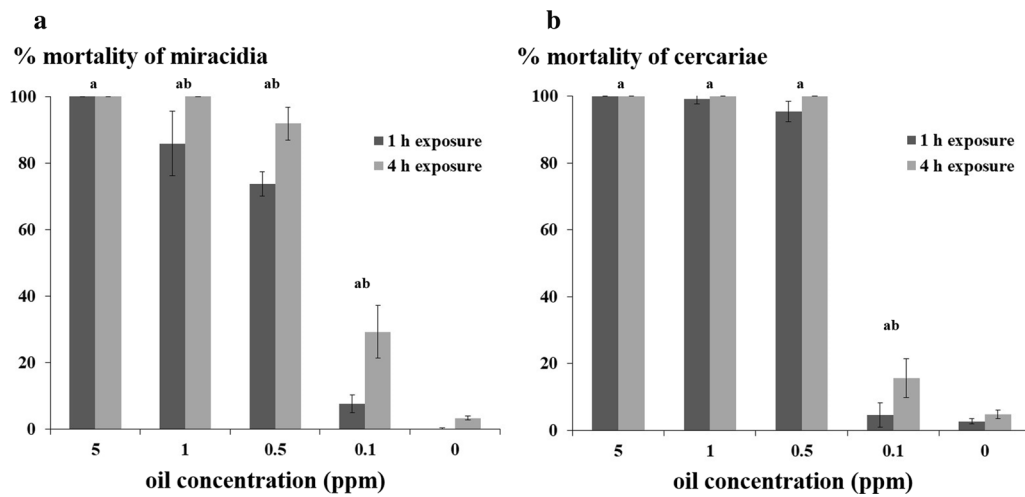 a
% mortality of miracidia
a ab ab
100
80
60
40
20
0
1 h exposure
4 h exposure
ab
5 1 0.5 0.1 0
oil concentration (ppm)
b
% mortality of cercariae
a a a
100
80
60
40
20
0
1 h exposure
4 h exposure
ab
5 1 0.5 0.1 0
oil concentration (ppm)